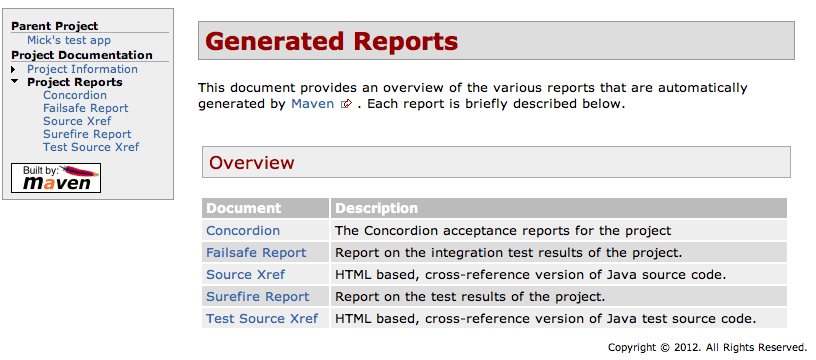 Parent Project
Mick's test app
Project Documentation
Project Information
Project Reports
Concordion
Failsafe Report
Source Xref
Surefire Report
Test Source Xref
Built by:
maven
Generated Reports
This document provides an overview of the various reports that are automatically
generated by Maven . Each report is briefly described below.
Overview
Document Description
Concordion The Concordion acceptance reports for the project
Failsafe Report Report on the integration test results of the project.
Source Xref HTML based, cross-reference version of Java source code.
Surefire Report Report on the test results of the project.
Test Source Xref HTML based, cross-reference version of Java test source code.
Copyright © 2012. All Rights Reserved.